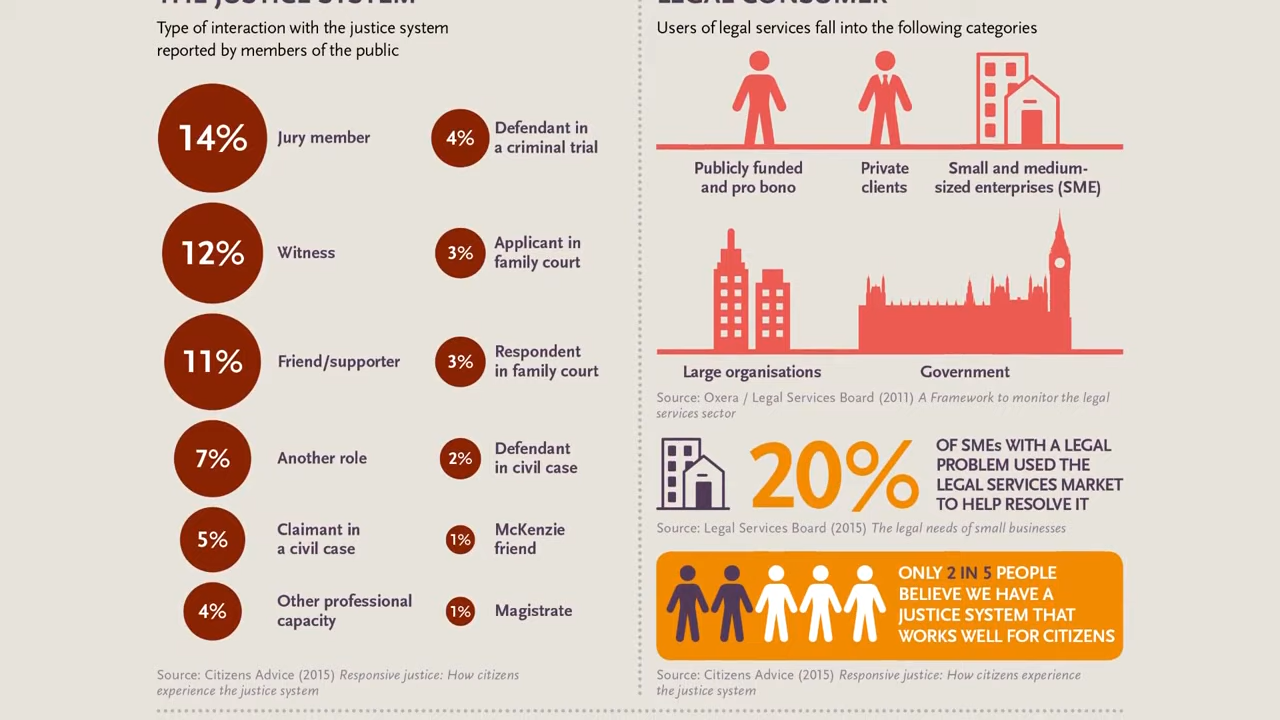 THE JUSTICE SYSTEM
Type of interaction with the justice system
reported by members of the public
14%
Jury member
4%
Defendant in
a criminal trial
12%
Witness
3%
Applicant in
family court
11%
Friend/supporter
3%
Respondent
in family court
7%
Another role
2%
Defendant
in civil case
5%
Claimant in
a civil case
1%
McKenzie
friend
4%
Other professional
capacity
1%
Magistrate
Source: Citizens Advice (2015) Responsive justice: How citizens
experience the justice system
LEGAL CONSUMER
Users of legal services fall into the following categories
Publicly funded
and pro bono
Private
clients
Small and medium-
sized enterprises (SME)
Large organisations
Government
Source: Oxera / Legal Services Board (2011) A Framework to monitor the legal
services sector
20%
OF SMEs WITH A LEGAL
PROBLEM USED THE
LEGAL SERVICES MARKET
TO HELP RESOLVE IT
Source: Legal Services Board (2015) The legal needs of small businesses
ONLY 2 IN 5 PEOPLE
BELIEVE WE HAVE A
JUSTICE SYSTEM THAT
WORKS WELL FOR CITIZENS
Source: Citizens Advice (2015) Responsive justice: How citizens experience
the justice system